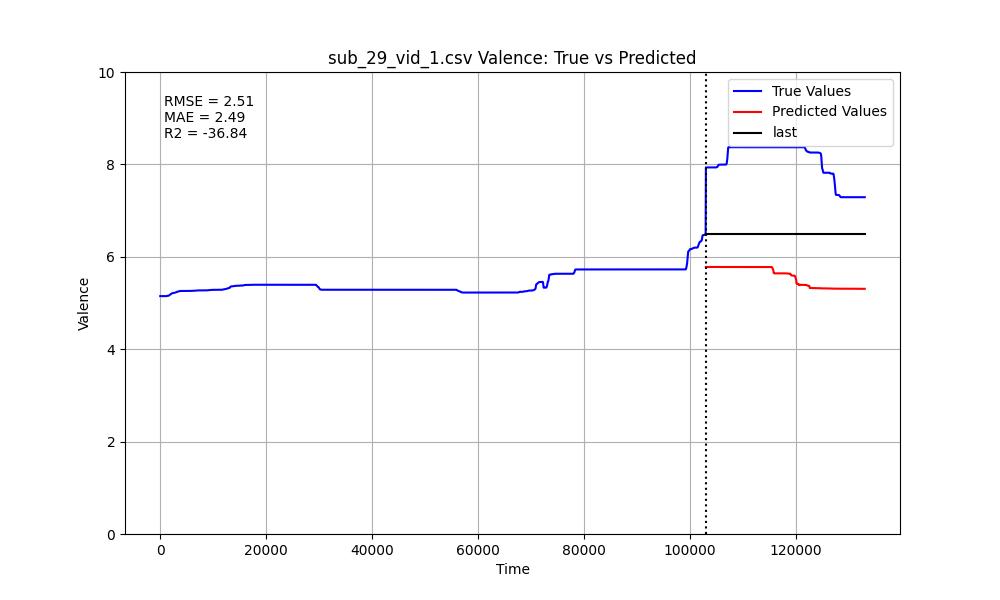 sub_29_vid_1.csv Valence: True vs Predicted
RMSE = 2.51
MAE = 2.49
R2 = -36.84
True Values
Predicted Values
last
10
8
6
4
2
0
Valence
0
20000
40000
60000
80000
100000
120000
Time